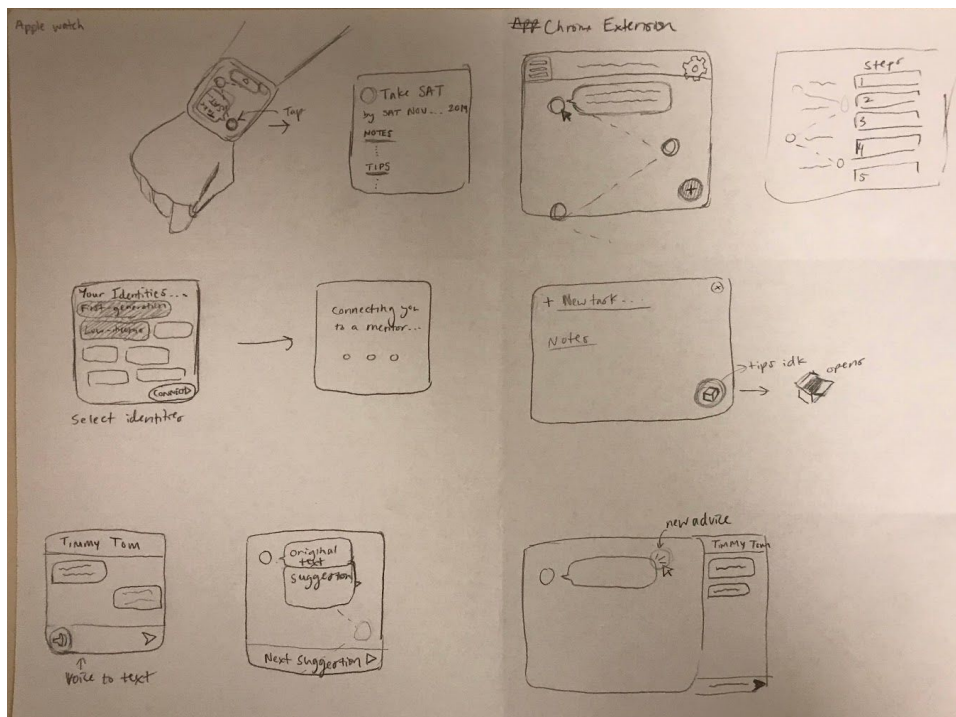 Apple watch
Tap
Take SAT
by SAT NOV... 2019
NOTES
TIPS
Your Identities...
First-generation
CONNECT
Select identities
Connecting you
to a mentor...
Timmy Tom
Voice to text
original
text
suggestion
Next suggestion
App Chrome Extension
Steps
1
2
3
4
5
+ New task...
Notes
tips idk
opens
new advice
Timmy Tom